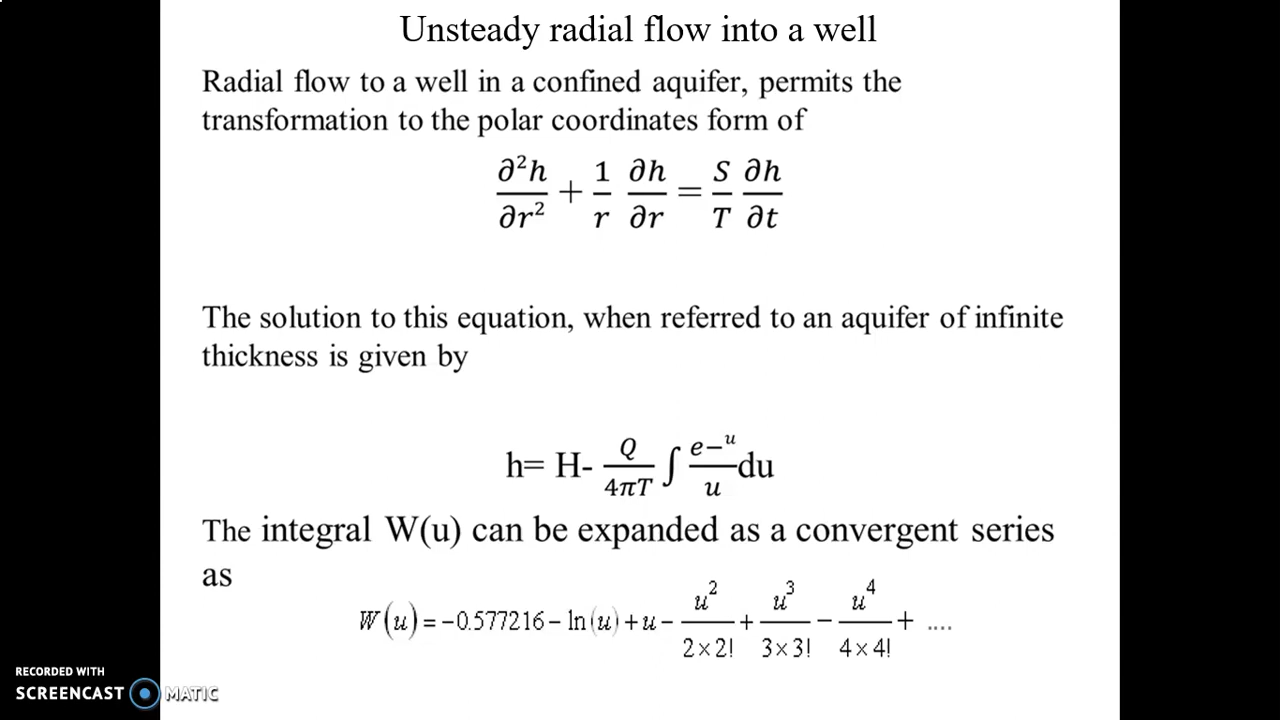 Unsteady radial flow into a well
Radial flow to a well in a confined aquifer, permits the
transformation to the polar coordinates form of
∂²h/∂r² + 1/r ∂h/∂r = S/T ∂h/∂t
The solution to this equation, when referred to an aquifer of infinite
thickness is given by
h= H- Q/4πT ∫ e−ᵘ/u du
The integral W(u) can be expanded as a convergent series
as
W(u) = −0.577216 − ln(u) + u − u²/2×2! + u³/3×3! − u⁴/4×4! + ....
RECORDED WITH
SCREENCAST MATIC